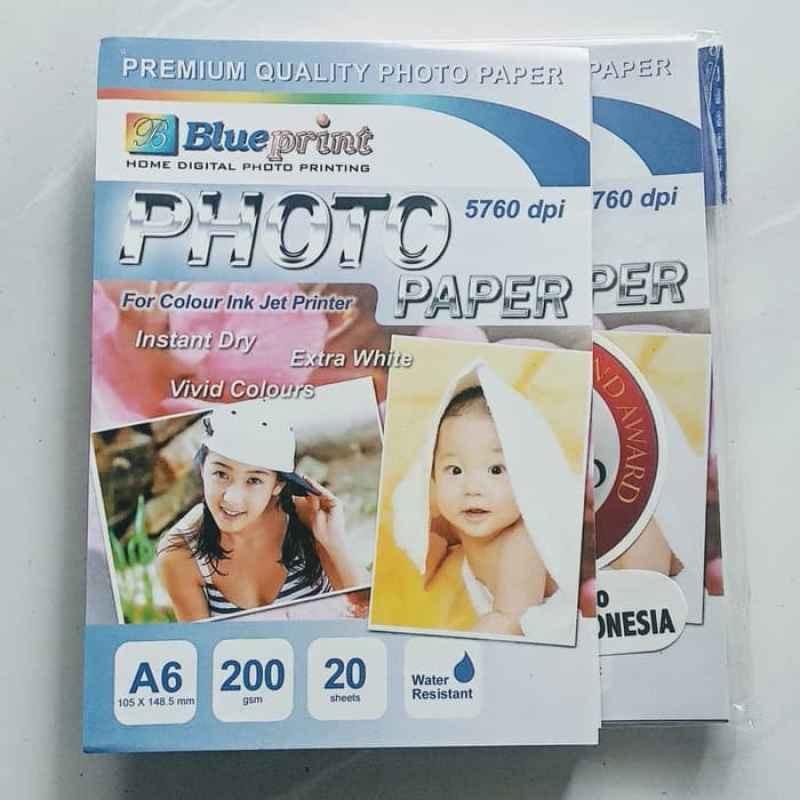 PREMIUM QUALITY PHOTO PAPER
B Blueprint
HOME DIGITAL PHOTO PRINTING
PHOTO
5760 dpi
PAPER
For Colour Ink Jet Printer
Instant Dry
Extra White
Vivid Colours
A6
105 X 148.5 mm
200
gsm
20
sheets
Water
Resistant
PAPER
760 dpi
PER
ND AWARD
O
ONESIA